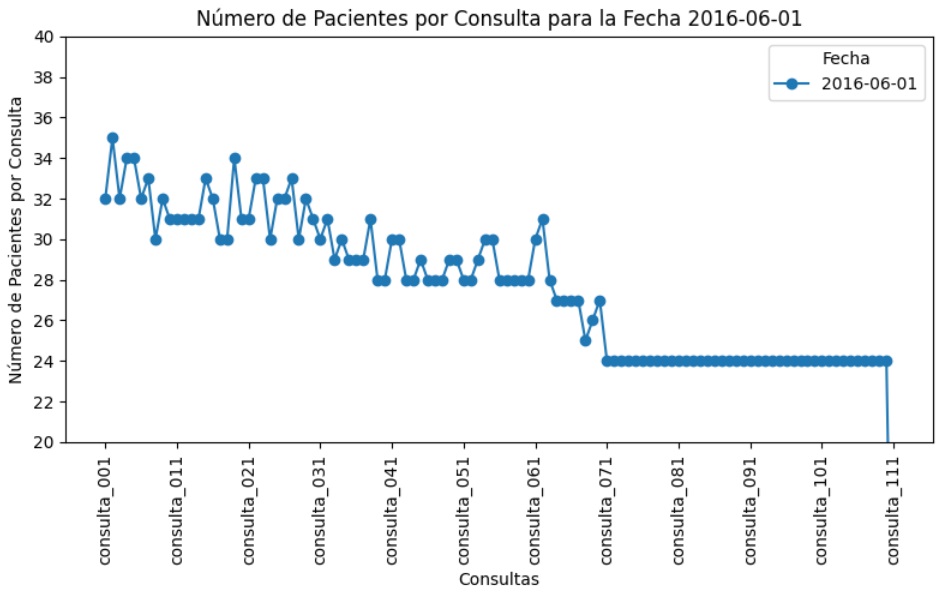 Número de Pacientes por Consulta para la Fecha 2016-06-01
Número de Pacientes por Consulta
40
38
36
34
32
30
28
26
24
22
20
Fecha
2016-06-01
consulta_001
consulta_011
consulta_021
consulta_031
consulta_041
consulta_051
consulta_061
consulta_071
consulta_081
consulta_091
consulta_101
consulta_111
Consultas